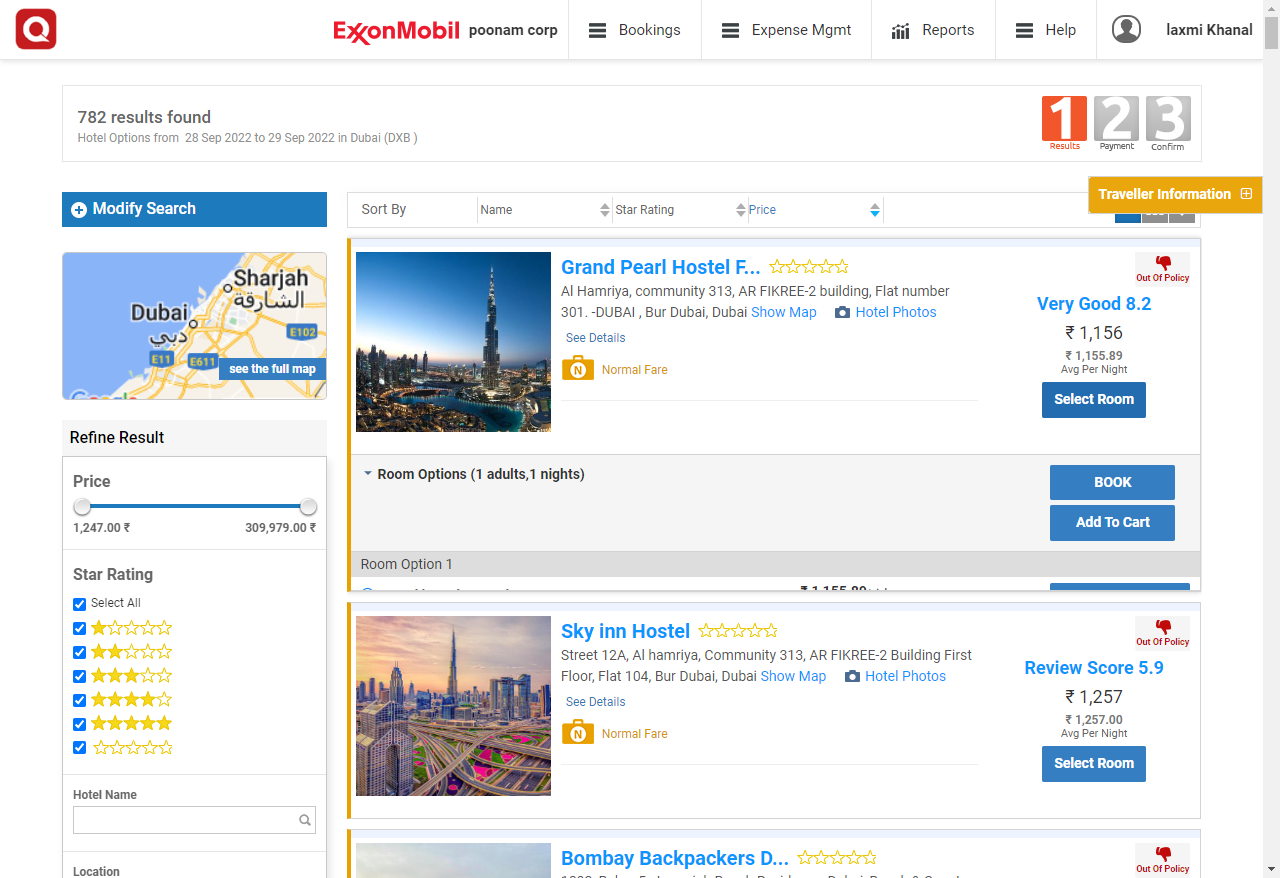 Q
ExxonMobil poonam corp Bookings Expense Mgmt Reports Help laxmi Khanal
782 results found
Hotel Options from 28 Sep 2022 to 29 Sep 2022 in Dubai (DXB )
1 2 3
Results Payment Confirm
Modify Search
Sort By Name Star Rating Price
Traveller Information
Sharjah
الشارقة
Dubai
دبي
E102
E11 E611
see the full map
Google
Refine Result
Price
1,247.00 ₹ 309,979.00 ₹
Star Rating
Select All
Hotel Name
Location
Grand Pearl Hostel F...
Al Hamriya, community 313, AR FIKREE-2 building, Flat number
301. -DUBAI , Bur Dubai, Dubai Show Map Hotel Photos
See Details
N Normal Fare
Out Of Policy
Very Good 8.2
₹ 1,156
₹ 1,155.89
Avg Per Night
Select Room
Room Options (1 adults,1 nights)
BOOK
Add To Cart
Room Option 1
₹ 1,155.89
Sky inn Hostel
Street 12A, Al hamriya, Community 313, AR FIKREE-2 Building First
Floor, Flat 104, Bur Dubai, Dubai Show Map Hotel Photos
See Details
N Normal Fare
Out Of Policy
Review Score 5.9
₹ 1,257
₹ 1,257.00
Avg Per Night
Select Room
Bombay Backpackers D...
Out Of Policy